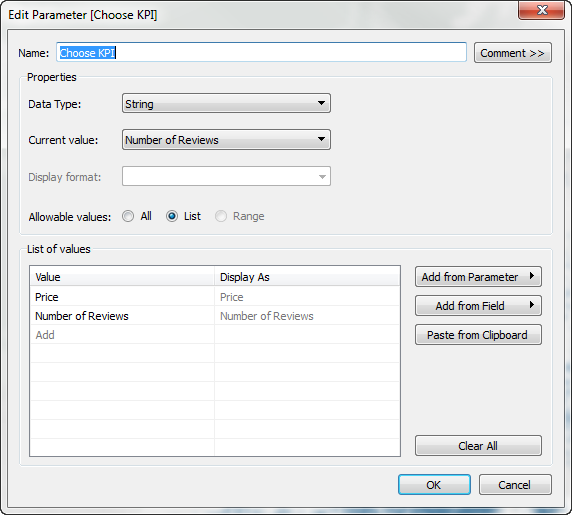 Edit Parameter [Choose KPI]
Name: Choose KPI Comment >>
Properties
Data Type: String
Current value: Number of Reviews
Display format:
Allowable values: All List Range
List of values
Value Display As Add from Parameter
Price Price Add from Field
Number of Reviews Number of Reviews
Add Paste from Clipboard
Clear All
OK Cancel